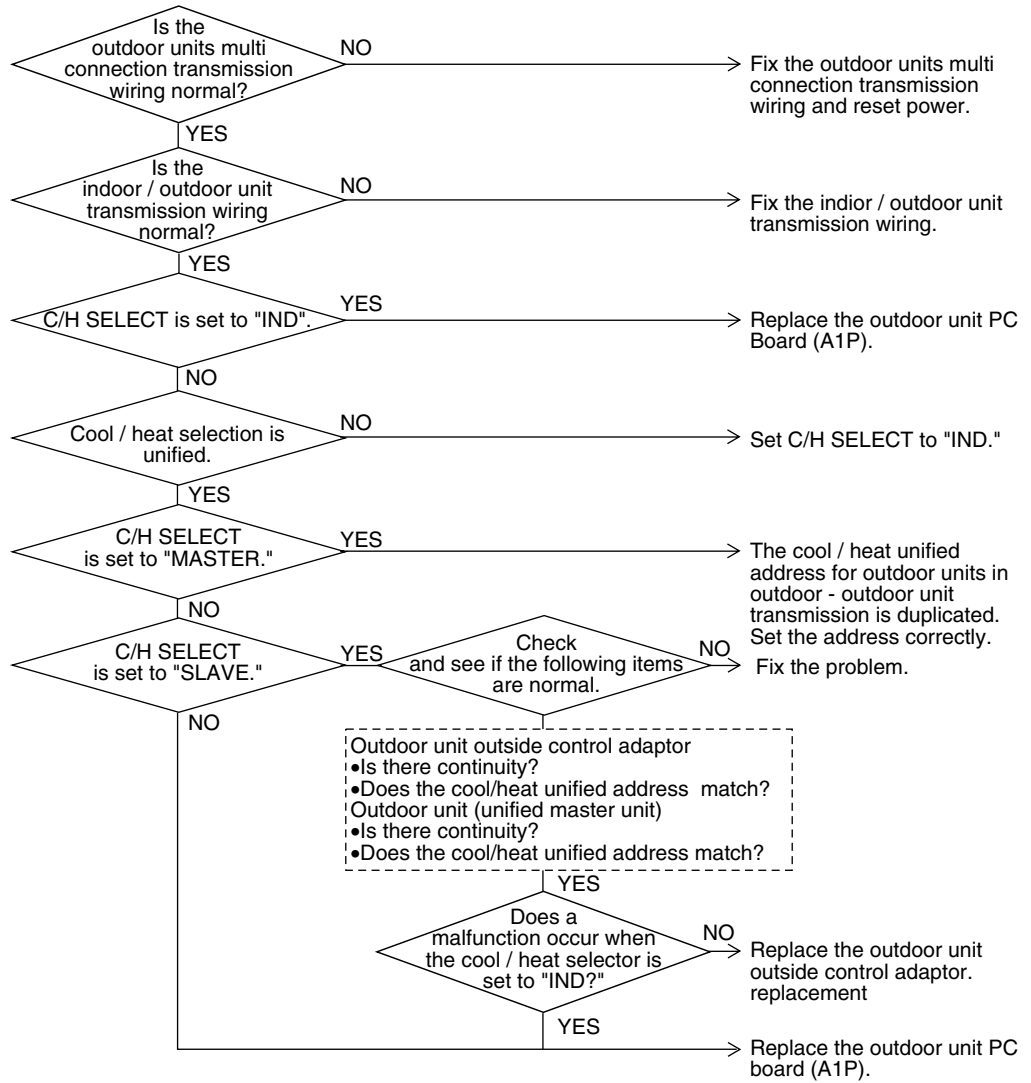 Is the
outdoor units multi
connection transmission
wiring normal?
NO
Fix the outdoor units multi
connection transmission
wiring and reset power.
YES
Is the
indoor / outdoor unit
transmission wiring
normal?
NO
Fix the indior / outdoor unit
transmission wiring.
YES
C/H SELECT is set to "IND".
YES
Replace the outdoor unit PC
Board (A1P).
NO
Cool / heat selection is
unified.
NO
Set C/H SELECT to "IND."
YES
C/H SELECT
is set to "MASTER."
YES
The cool / heat unified
address for outdoor units in
outdoor - outdoor unit
transmission is duplicated.
Set the address correctly.
NO
C/H SELECT
is set to "SLAVE."
YES
Check
and see if the following items
are normal.
NO
Fix the problem.
NO
Outdoor unit outside control adaptor
•Is there continuity?
•Does the cool/heat unified address match?
Outdoor unit (unified master unit)
•Is there continuity?
•Does the cool/heat unified address match?
YES
Does a
malfunction occur when
the cool / heat selector is
set to "IND?"
NO
Replace the outdoor unit
outside control adaptor.
replacement
YES
Replace the outdoor unit PC
board (A1P).